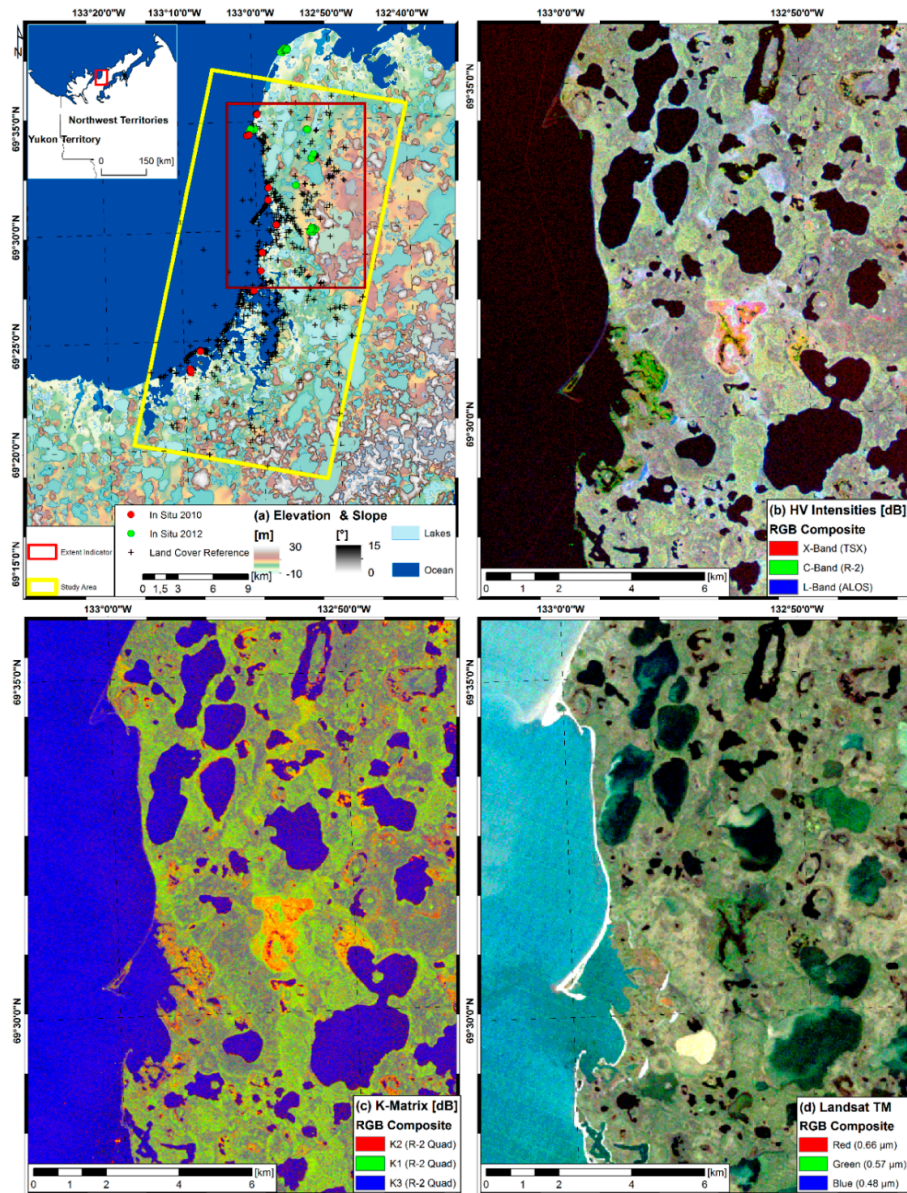 133°20'0"W 133°10'0"W 133°0'0"W 132°50'0"W 132°40'0"W
N
Northwest Territories
Yukon Territory
0 150 [km]
69°35'0"N
69°30'0"N
69°25'0"N
69°20'0"N
69°15'0"N
In Situ 2010
In Situ 2012
Land Cover Reference
(a) Elevation & Slope
[m] [°]
30 15
-10 0
Lakes
Ocean
Extent Indicator
Study Area
0 1,5 3 6 9
[km]
133°0'0"W 132°50'0"W
69°35'0"N
69°30'0"N
(b) HV Intensities [dB]
RGB Composite
X-Band (TSX)
C-Band (R-2)
L-Band (ALOS)
0 2 4 6
[km]
133°0'0"W 132°50'0"W
69°35'0"N
69°30'0"N
(c) K-Matrix [dB]
RGB Composite
K2 (R-2 Quad)
K1 (R-2 Quad)
K3 (R-2 Quad)
0 2 4 6
[km]
133°0'0"W 132°50'0"W
69°35'0"N
69°30'0"N
(d) Landsat TM
RGB Composite
Red (0.66 µm)
Green (0.57 µm)
Blue (0.48 µm)
0 2 4 6
[km]